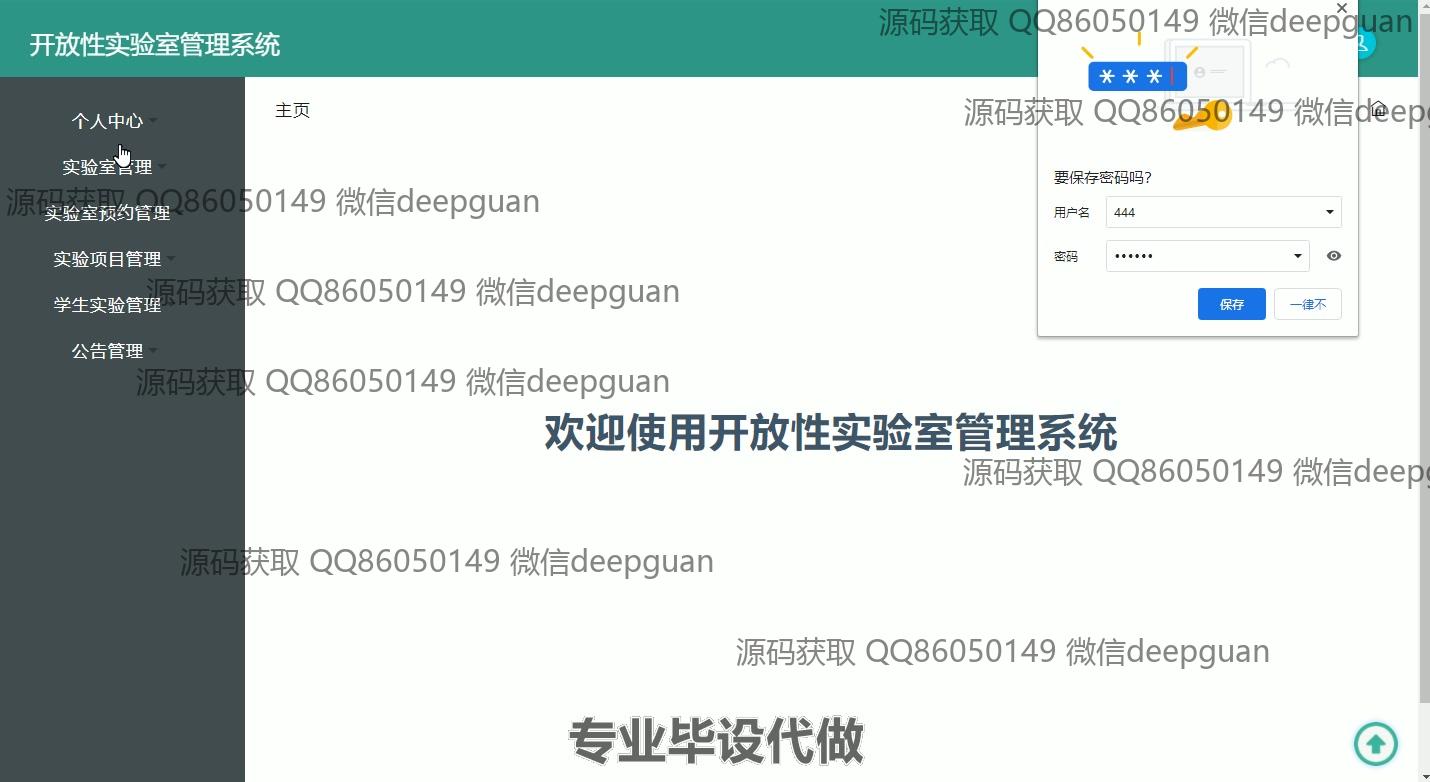 源码获取 QQ86050149 微信deepguan
开放性实验室管理系统
个人中心
主页
源码获取 QQ86050149 微信deepg
实验室管理
要保存密码吗?
源码获取 QQ86050149 微信deepguan
实验室预约管理
用户名 444
密码 ••••••
实验项目管理
源码获取 QQ86050149 微信deepguan
学生实验管理
保存 一律不
公告管理
源码获取 QQ86050149 微信deepguan
欢迎使用开放性实验室管理系统
源码获取 QQ86050149 微信deepg
源码获取 QQ86050149 微信deepguan
源码获取 QQ86050149 微信deepguan
专业毕设代做